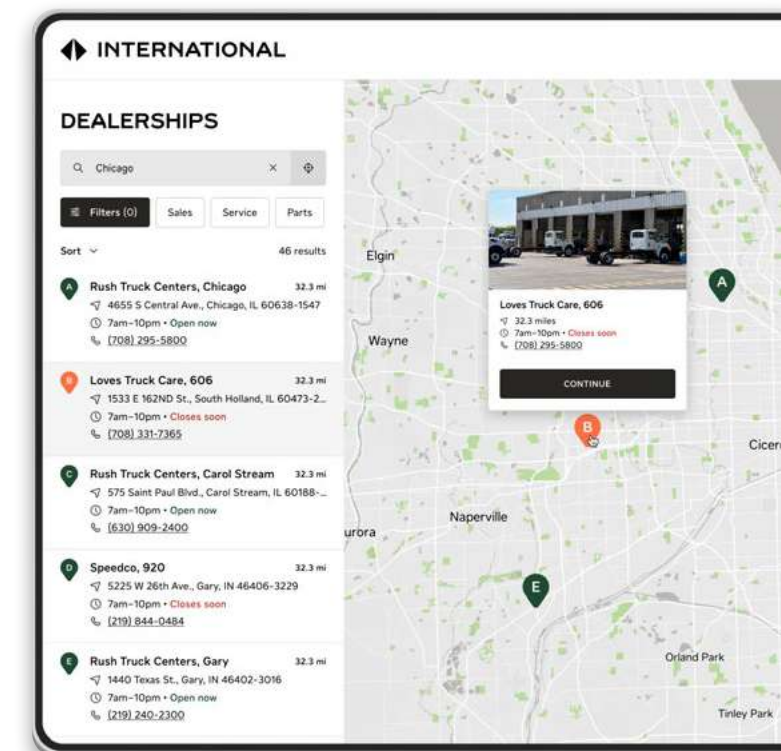 INTERNATIONAL
DEALERSHIPS
Chicago
Filters (0) Sales Service Parts
Sort 46 results
A Rush Truck Centers, Chicago 32.3 mi
4655 S Central Ave., Chicago, IL 60638-1547
7am–10pm • Open now
(708) 295-5800
B Loves Truck Care, 606 32.3 mi
1533 E 162ND St., South Holland, IL 60473-2...
7am–10pm • Closes soon
(708) 331-7365
C Rush Truck Centers, Carol Stream 32.3 mi
575 Saint Paul Blvd., Carol Stream, IL 60188-...
7am–10pm • Open now
(630) 909-2400
D Speedco, 920 32.3 mi
5225 W 26th Ave., Gary, IN 46406-3229
7am–10pm • Closes soon
(219) 844-0484
E Rush Truck Centers, Gary 32.3 mi
1440 Texas St., Gary, IN 46402-3016
7am–10pm • Open now
(219) 240-2300
Elgin
Wayne
Loves Truck Care, 606
32.3 miles
7am–10pm • Closes soon
(708) 295-5800
CONTINUE
A
B
Cicer
Naperville
urora
E
Orland Park
Tinley Park